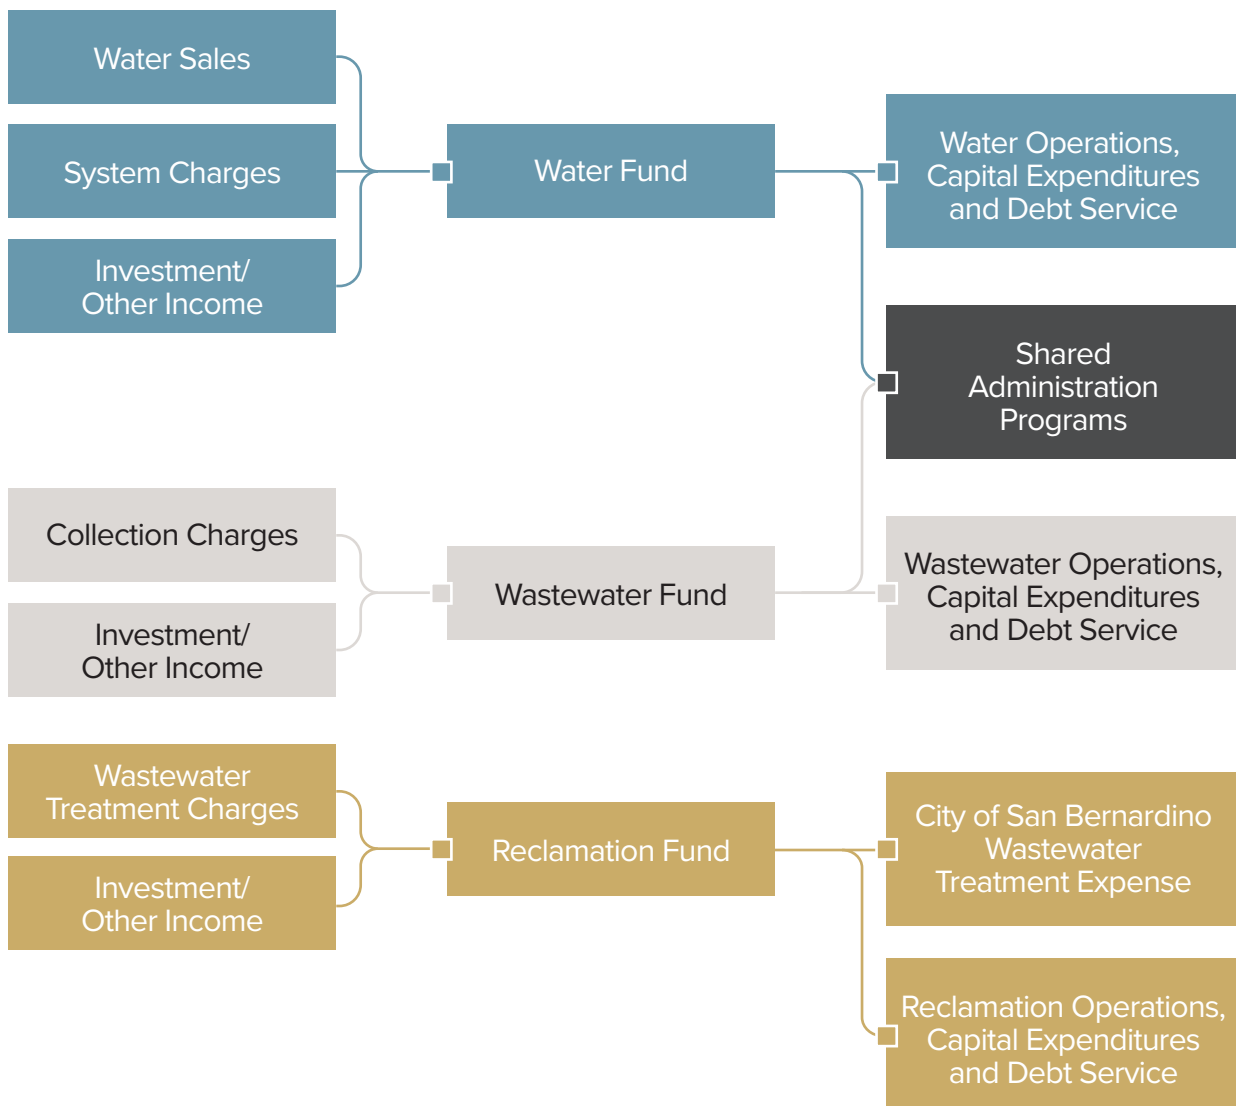 Water Sales
System Charges
Investment/
Other Income
Water Fund
Water Operations,
Capital Expenditures
and Debt Service
Shared
Administration
Programs
Collection Charges
Investment/
Other Income
Wastewater Fund
Wastewater Operations,
Capital Expenditures
and Debt Service
Wastewater
Treatment Charges
Investment/
Other Income
Reclamation Fund
City of San Bernardino
Wastewater
Treatment Expense
Reclamation Operations,
Capital Expenditures
and Debt Service